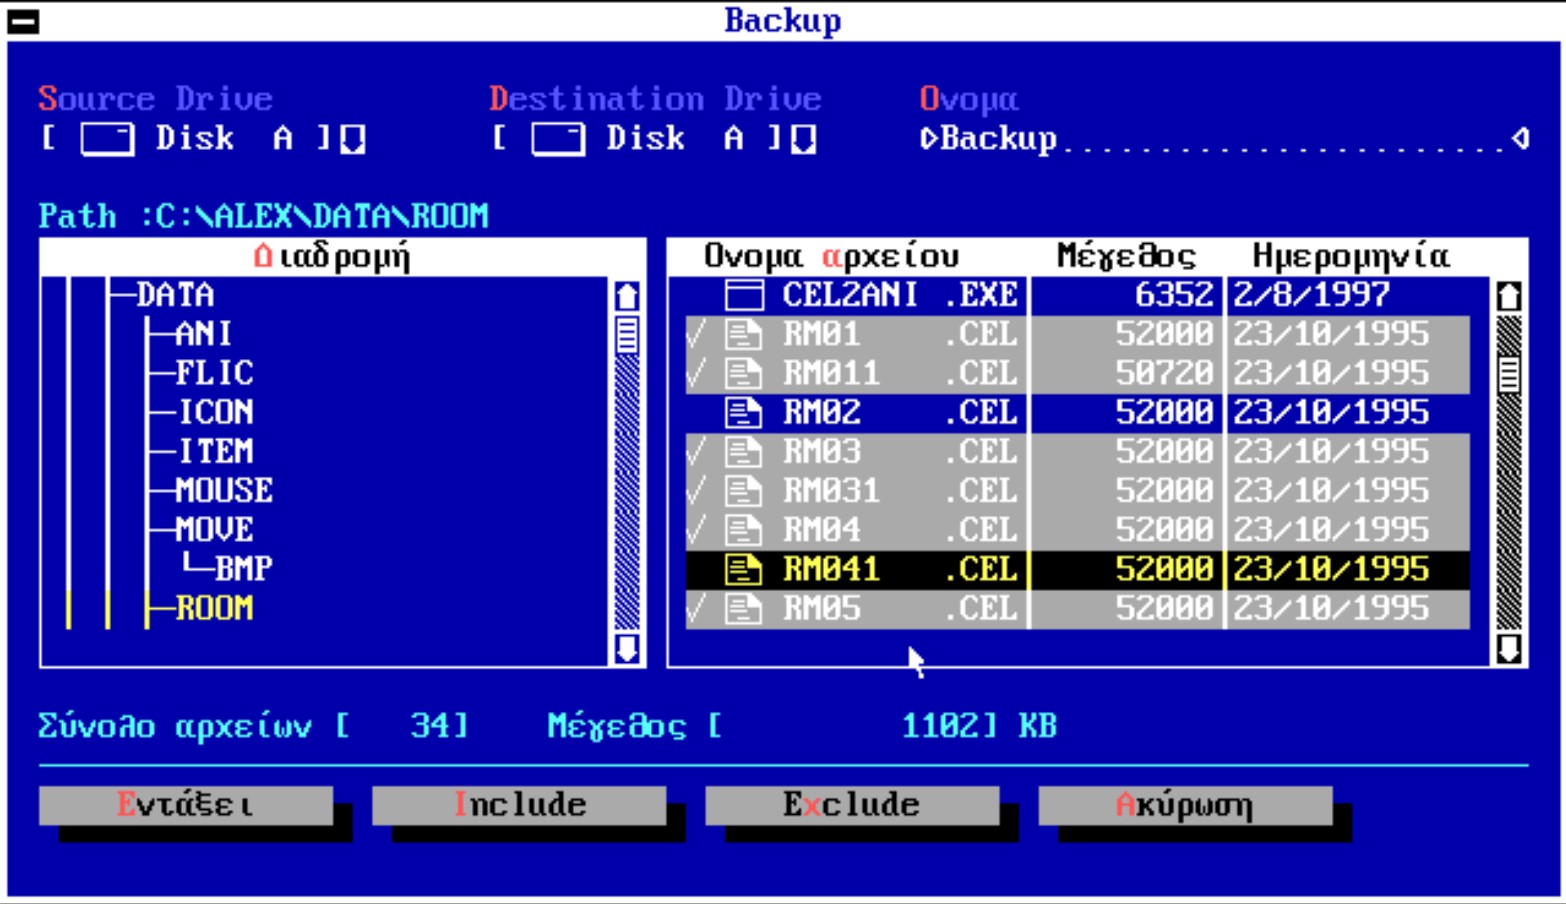 Backup
Source Drive Destination Drive Ονομα
[ Disk A ] [ Disk A ] Backup........................
Path :C:\ALEX\DATA\ROOM
Διαδρομή
DATA
ANI
FLIC
ICON
ITEM
MOUSE
MOVE
BMP
ROOM
Ονομα αρχείου Μέγεθος Ημερομηνία
CEL2ANI .EXE 6352 2/8/1997
RM01 .CEL 52000 23/10/1995
RM011 .CEL 50720 23/10/1995
RM02 .CEL 52000 23/10/1995
RM03 .CEL 52000 23/10/1995
RM031 .CEL 52000 23/10/1995
RM04 .CEL 52000 23/10/1995
RM041 .CEL 52000 23/10/1995
RM05 .CEL 52000 23/10/1995
Σύνολο αρχείων [ 34] Μέγεθος [ 1102] KB
Εντάξει Include Exclude Ακύρωση